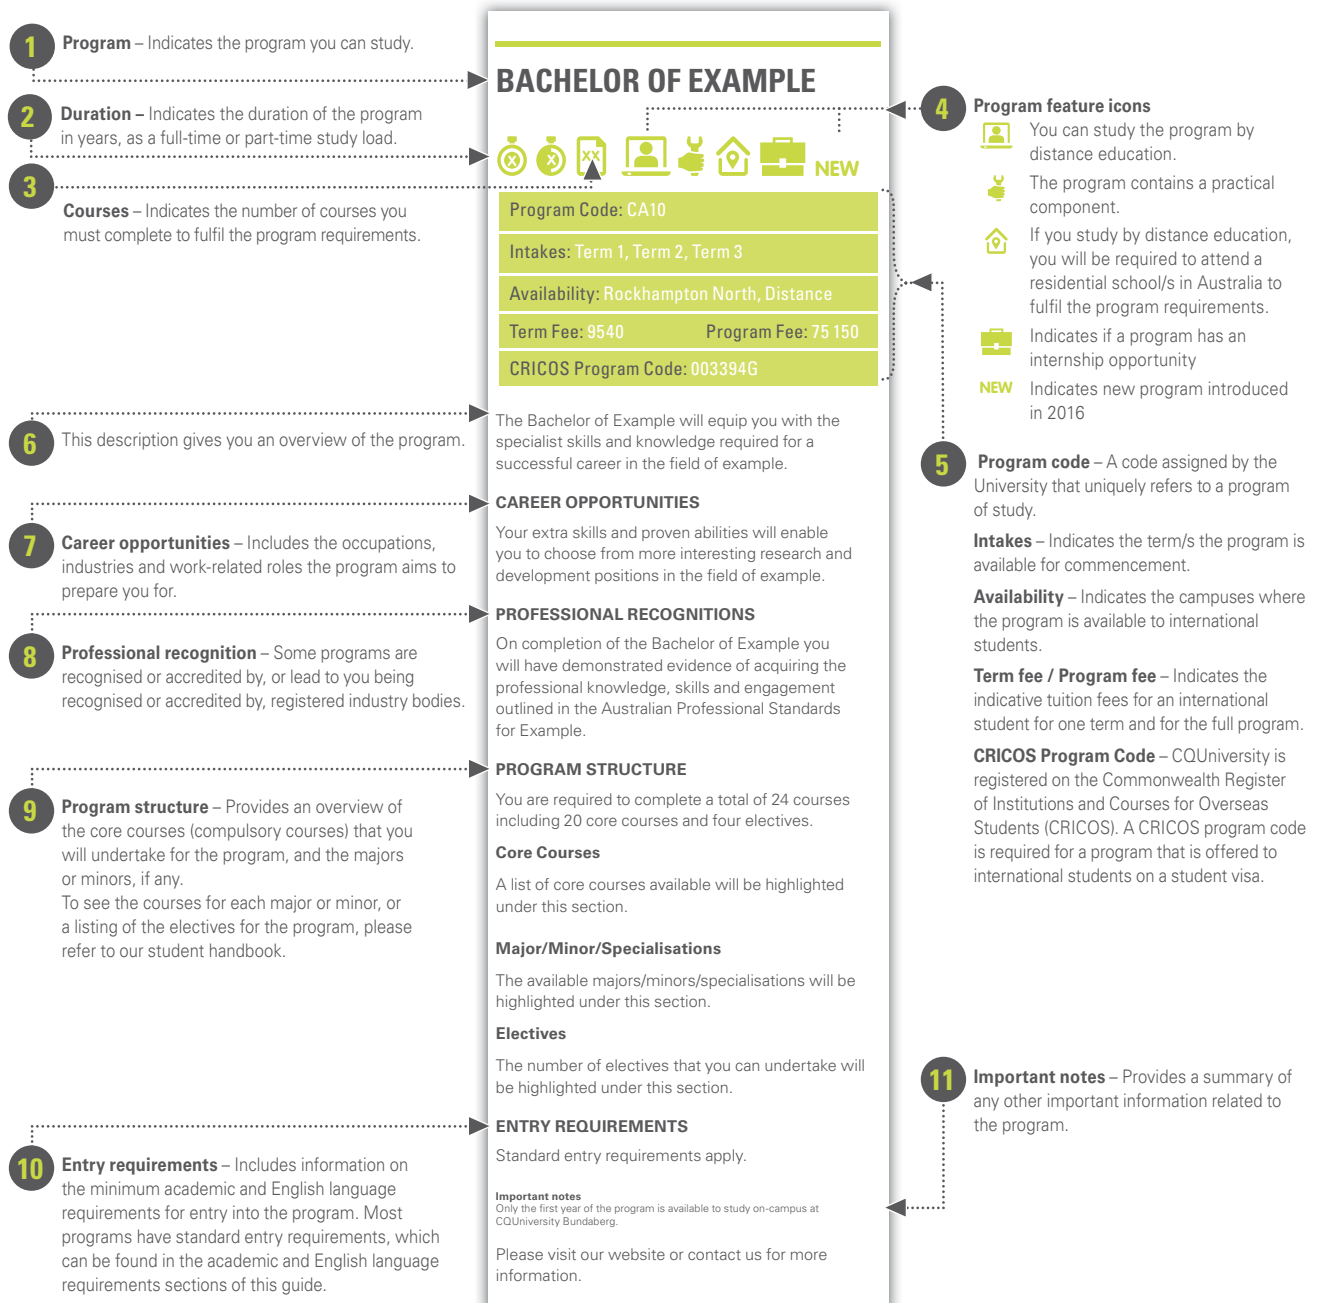 1
Program – Indicates the program you can study.
2
Duration – Indicates the duration of the program
in years, as a full-time or part-time study load.
3
Courses – Indicates the number of courses you
must complete to fulfil the program requirements.
6
This description gives you an overview of the program.
7
Career opportunities – Includes the occupations,
industries and work-related roles the program aims to
prepare you for.
8
Professional recognition – Some programs are
recognised or accredited by, or lead to you being
recognised or accredited by, registered industry bodies.
9
Program structure – Provides an overview of
the core courses (compulsory courses) that you
will undertake for the program, and the majors
or minors, if any.
To see the courses for each major or minor, or
a listing of the electives for the program, please
refer to our student handbook.
10
Entry requirements – Includes information on
the minimum academic and English language
requirements for entry into the program. Most
programs have standard entry requirements, which
can be found in the academic and English language
requirements sections of this guide.
BACHELOR OF EXAMPLE
X X XX NEW
Program Code: CA10
Intakes: Term 1, Term 2, Term 3
Availability: Rockhampton North, Distance
Term Fee: 9540 Program Fee: 75 150
CRICOS Program Code: 003394G
The Bachelor of Example will equip you with the
specialist skills and knowledge required for a
successful career in the field of example.
CAREER OPPORTUNITIES
Your extra skills and proven abilities will enable
you to choose from more interesting research and
development positions in the field of example.
PROFESSIONAL RECOGNITIONS
On completion of the Bachelor of Example you
will have demonstrated evidence of acquiring the
professional knowledge, skills and engagement
outlined in the Australian Professional Standards
for Example.
PROGRAM STRUCTURE
You are required to complete a total of 24 courses
including 20 core courses and four electives.
Core Courses
A list of core courses available will be highlighted
under this section.
Major/Minor/Specialisations
The available majors/minors/specialisations will be
highlighted under this section.
Electives
The number of electives that you can undertake will
be highlighted under this section.
ENTRY REQUIREMENTS
Standard entry requirements apply.
Important notes
Only the first year of the program is available to study on-campus at
CQUniversity Bundaberg.
Please visit our website or contact us for more
information.
4
Program feature icons
You can study the program by
distance education.
The program contains a practical
component.
If you study by distance education,
you will be required to attend a
residential school/s in Australia to
fulfil the program requirements.
Indicates if a program has an
internship opportunity
NEW Indicates new program introduced
in 2016
5
Program code – A code assigned by the
University that uniquely refers to a program
of study.
Intakes – Indicates the term/s the program is
available for commencement.
Availability – Indicates the campuses where
the program is available to international
students.
Term fee / Program fee – Indicates the
indicative tuition fees for an international
student for one term and for the full program.
CRICOS Program Code – CQUniversity is
registered on the Commonwealth Register
of Institutions and Courses for Overseas
Students (CRICOS). A CRICOS program code
is required for a program that is offered to
international students on a student visa.
11
Important notes – Provides a summary of
any other important information related to
the program.